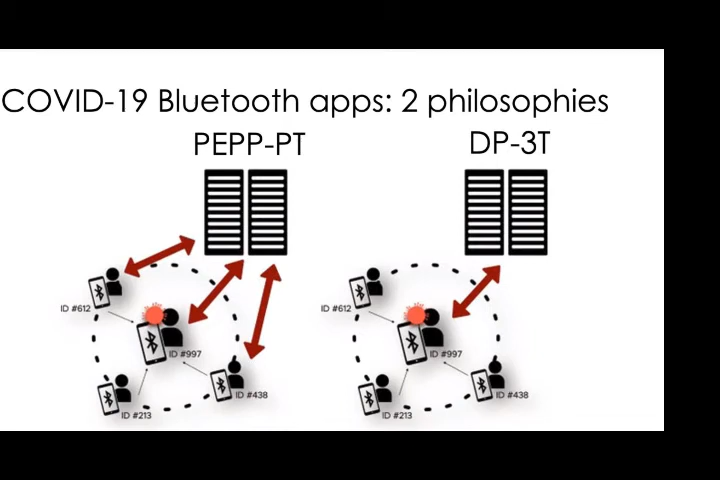 COVID-19 Bluetooth apps: 2 philosophies
PEPP-PT
DP-3T
ID #612
ID #997
ID #438
ID #213
ID #612
ID #997
ID #438
ID #213